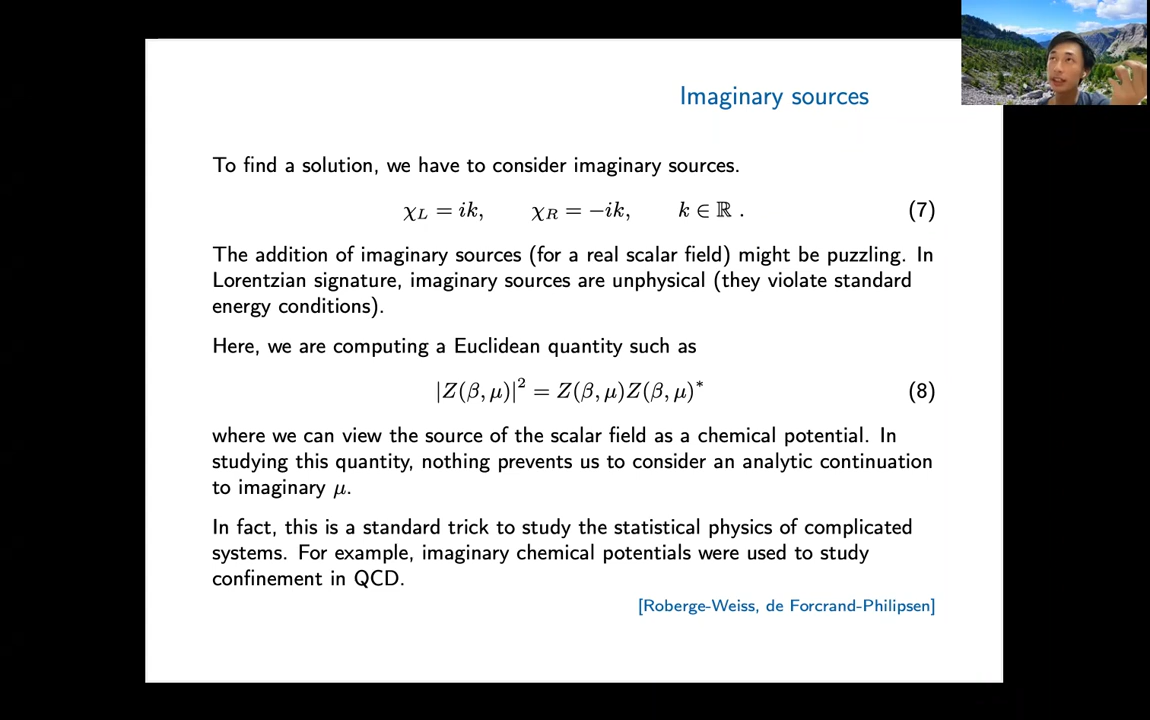 Imaginary sources
To find a solution, we have to consider imaginary sources.
χL = ik, χR = −ik, k ∈ ℝ . (7)
The addition of imaginary sources (for a real scalar field) might be puzzling. In
Lorentzian signature, imaginary sources are unphysical (they violate standard
energy conditions).
Here, we are computing a Euclidean quantity such as
|Z(β, μ)|² = Z(β, μ)Z(β, μ)* (8)
where we can view the source of the scalar field as a chemical potential. In
studying this quantity, nothing prevents us to consider an analytic continuation
to imaginary μ.
In fact, this is a standard trick to study the statistical physics of complicated
systems. For example, imaginary chemical potentials were used to study
confinement in QCD.
[Roberge-Weiss, de Forcrand-Philipsen]